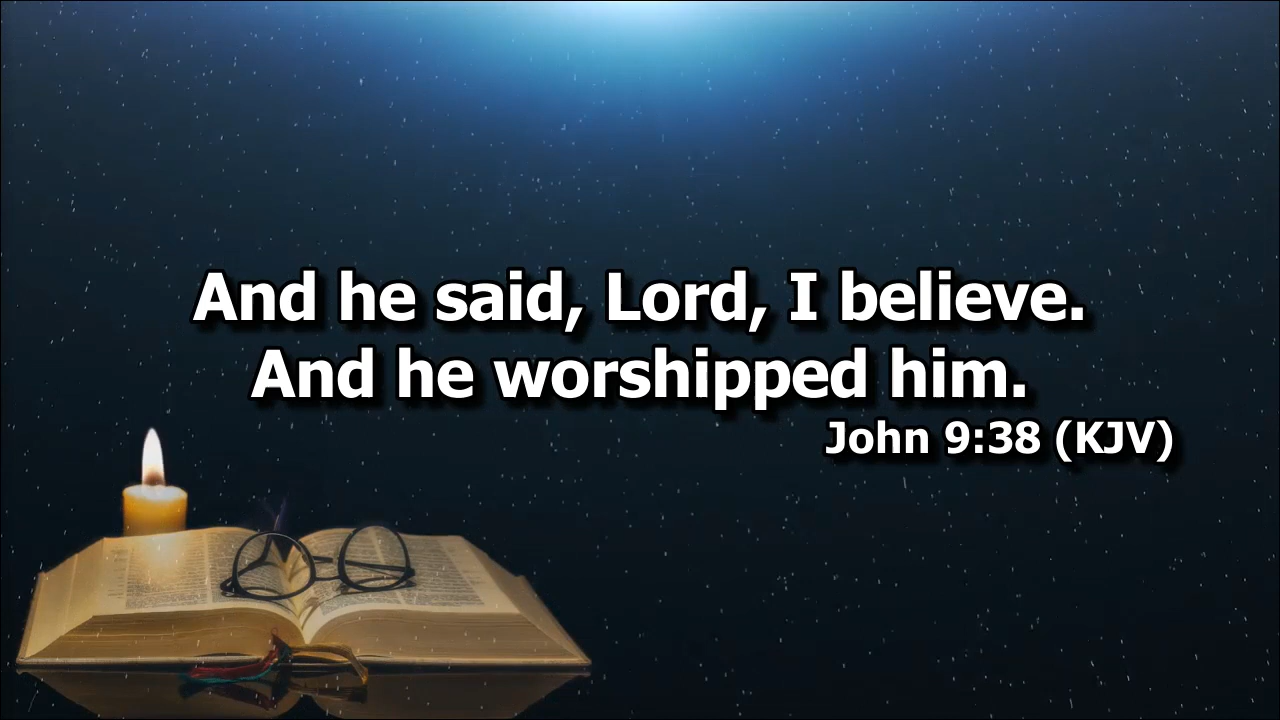 And he said, Lord, I believe.
And he worshipped him.
John 9:38 (KJV)